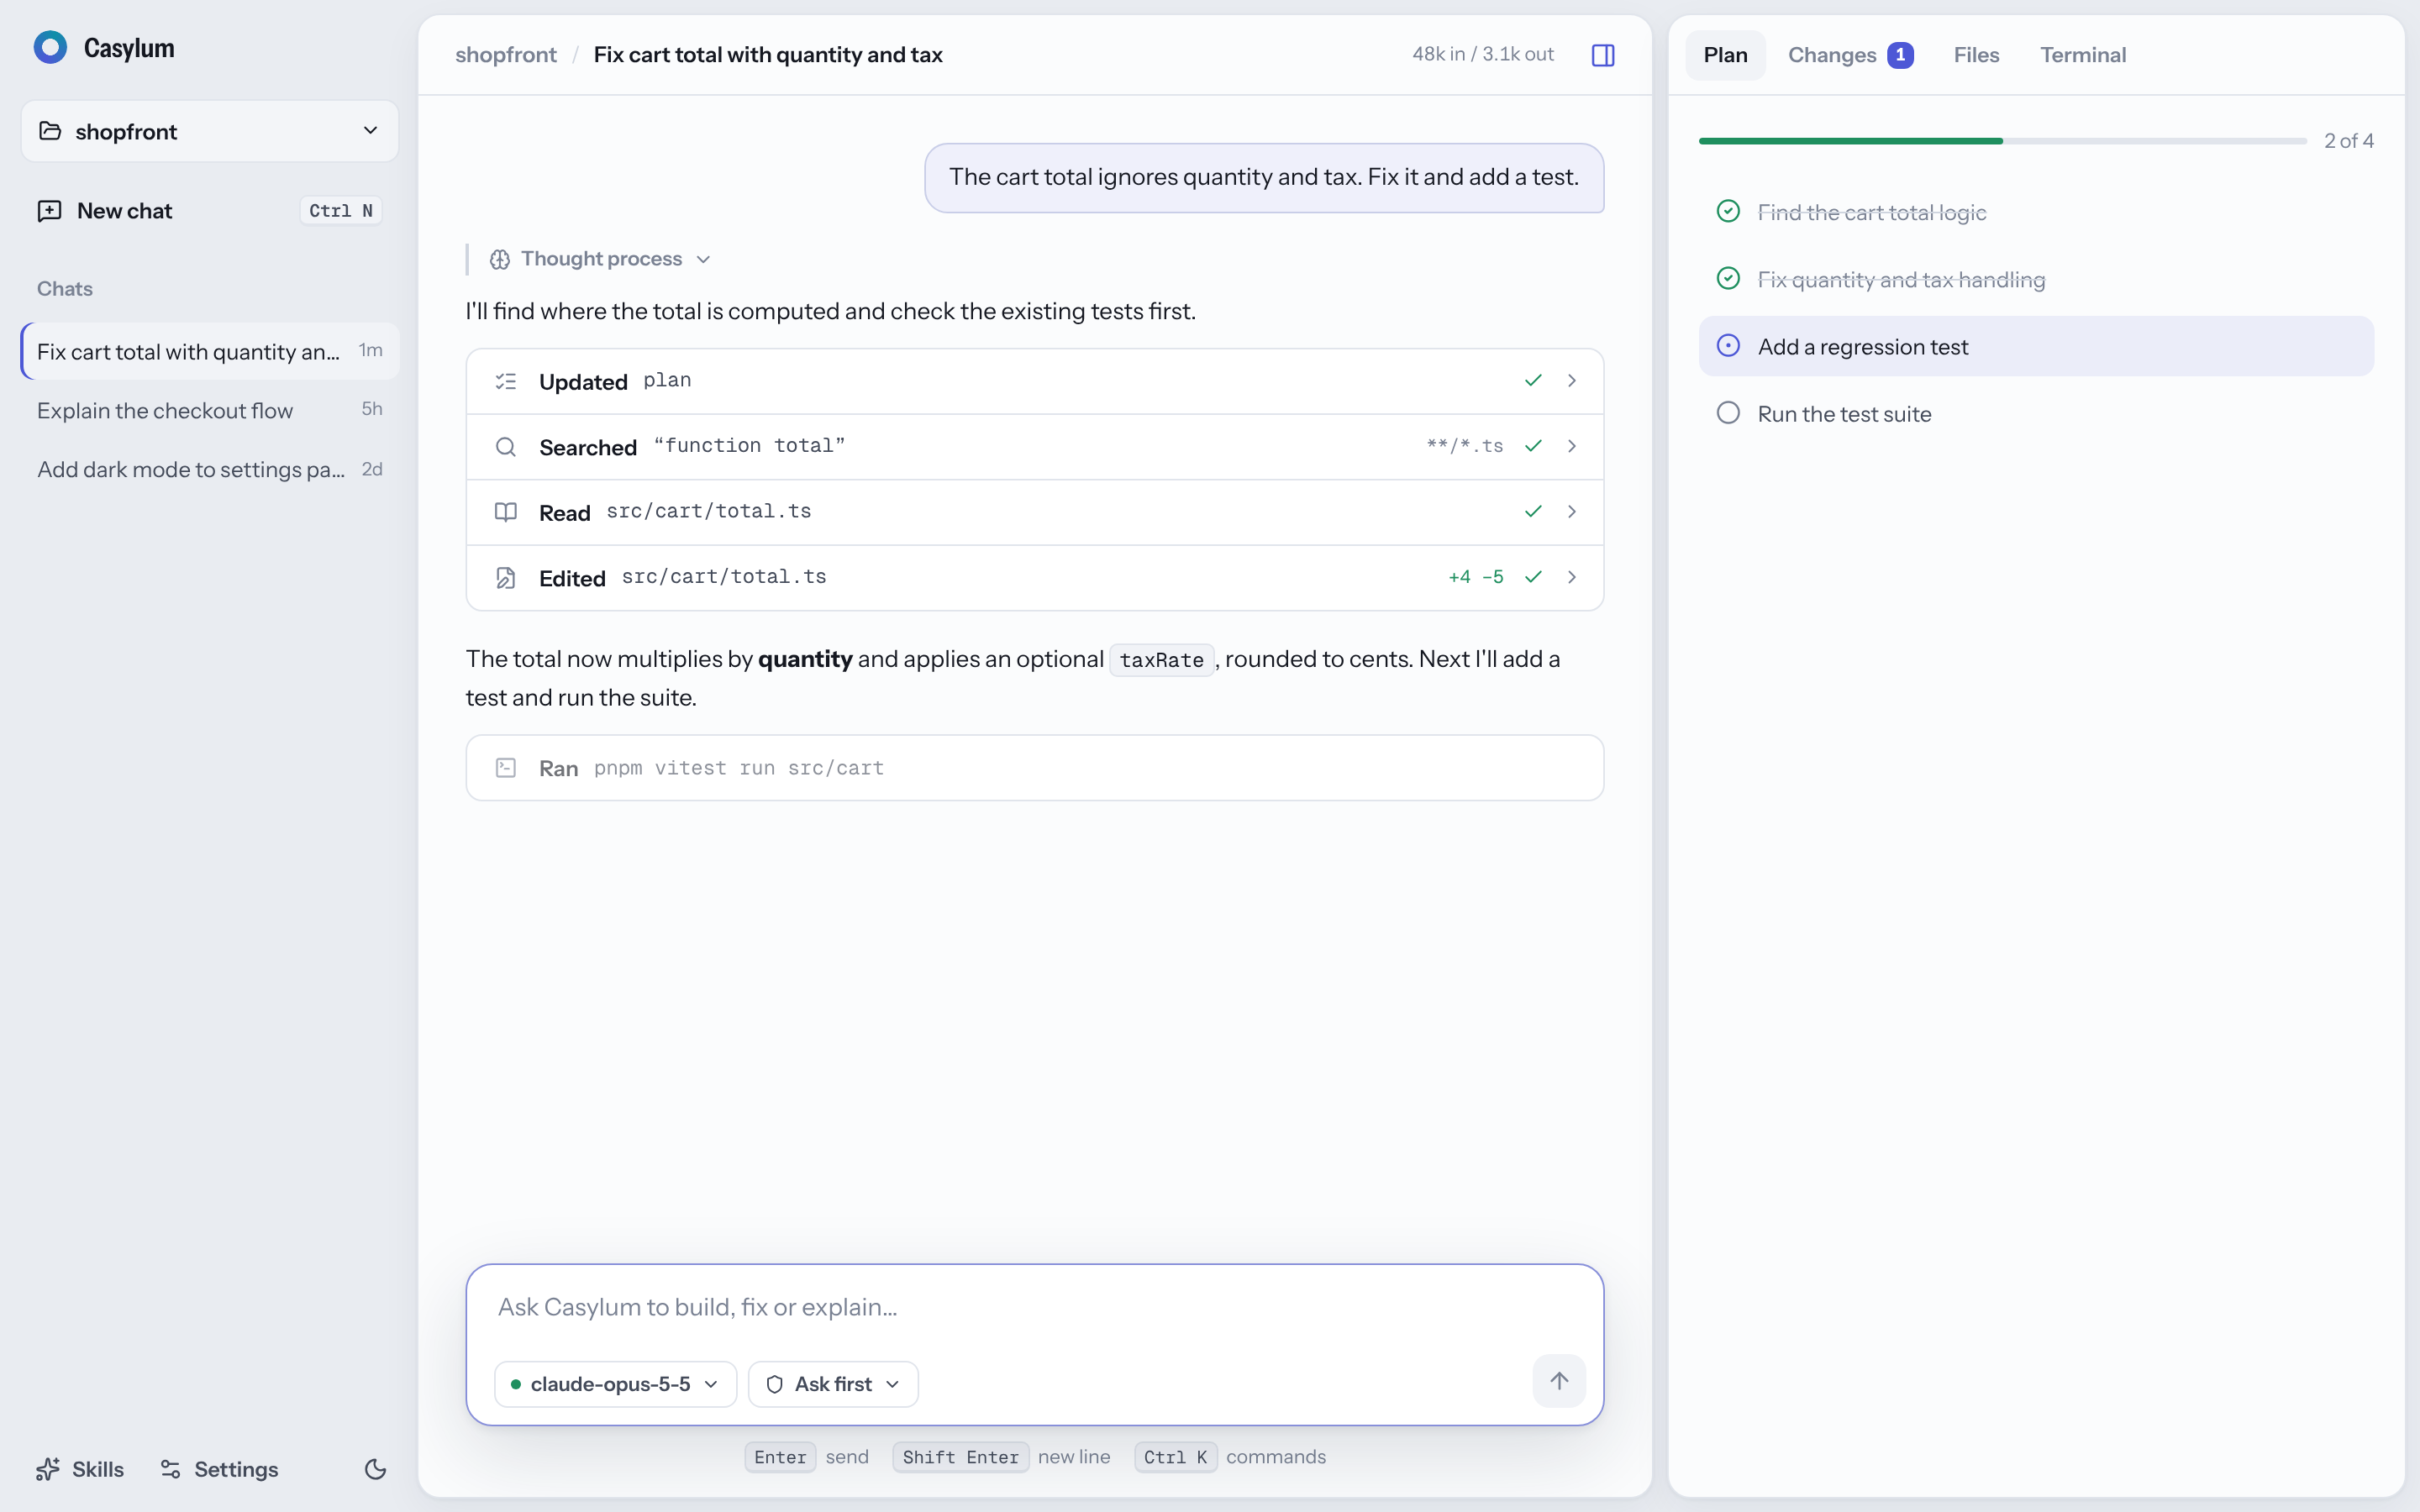 Casylum
shopfront
New chat Ctrl N
Chats
Fix cart total with quantity an... 1m
Explain the checkout flow 5h
Add dark mode to settings pa... 2d
Skills Settings
shopfront / Fix cart total with quantity and tax 48k in / 3.1k out
The cart total ignores quantity and tax. Fix it and add a test.
Thought process
I'll find where the total is computed and check the existing tests first.
Updated plan
Searched “function total” **/*.ts
Read src/cart/total.ts
Edited src/cart/total.ts +4 −5
The total now multiplies by quantity and applies an optional taxRate, rounded to cents. Next I'll add a
test and run the suite.
Ran pnpm vitest run src/cart
Ask Casylum to build, fix or explain...
claude-opus-5-5 Ask first
Enter send Shift Enter new line Ctrl K commands
Plan Changes 1 Files Terminal
2 of 4
Find the cart total logic
Fix quantity and tax handling
Add a regression test
Run the test suite